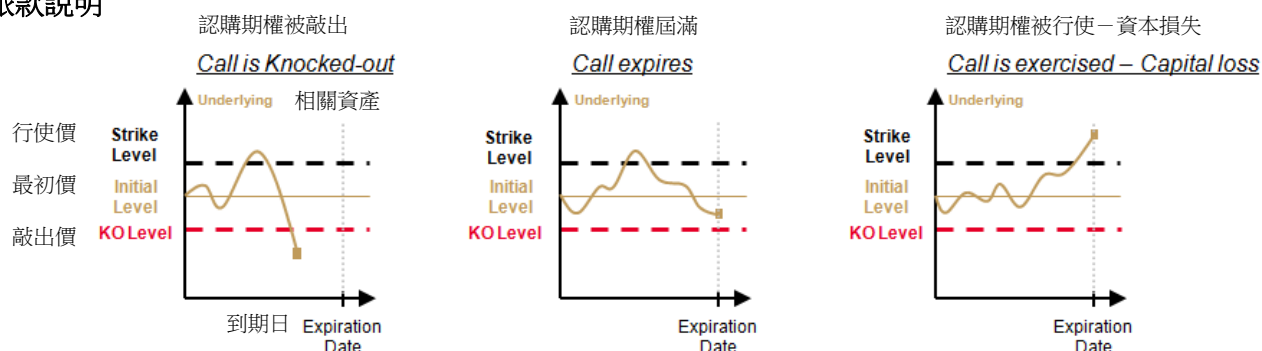 款說明
認購期權被敲出
Call is Knocked-out
Underlying
相關資產
行使價
Strike
Level
最初價
Initial
Level
敲出價
KO Level
到期日
Expiration
Date
認購期權屆滿
Call expires
Underlying
Strike
Level
Initial
Level
KO Level
Expiration
Date
認購期權被行使－資本損失
Call is exercised – Capital loss
Underlying
Strike
Level
Initial
Level
KO Level
Expiration
Date